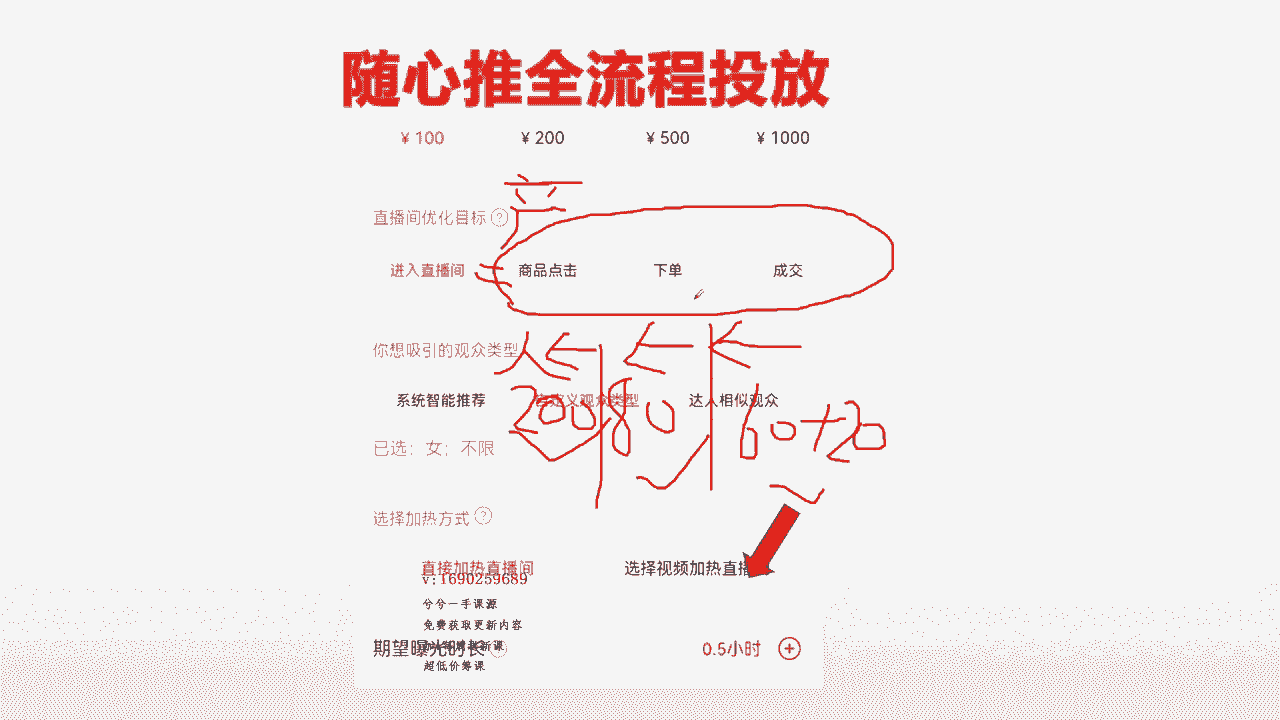 随心推全流程投放
¥ 100 ¥ 200 ¥ 500 ¥ 1000
直播间优化目标 ?
进入直播间 商品点击 下单 成交
你想吸引的观众类型
系统智能推荐 自定义观众类型 达人相似观众
200 80 60+20
已选：女；不限
选择加热方式 ?
直接加热直播间 选择视频加热直播
v:1690259689
兮兮一手课源
免费获取更新内容
期望曝光时长 0.5小时 +
超低价筹课